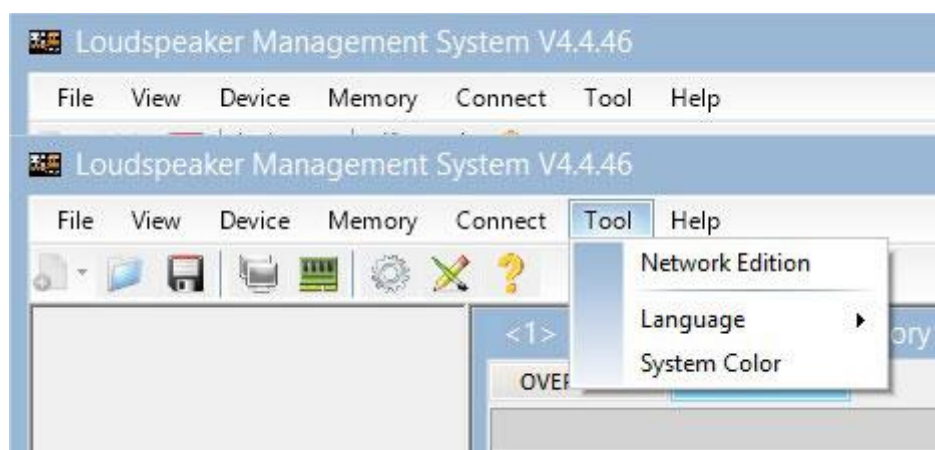 Loudspeaker Management System V4.4.46
File View Device Memory Connect Tool Help
Loudspeaker Management System V4.4.46
File View Device Memory Connect Tool Help
Network Edition
Language
System Color
<1>
ory
OVE